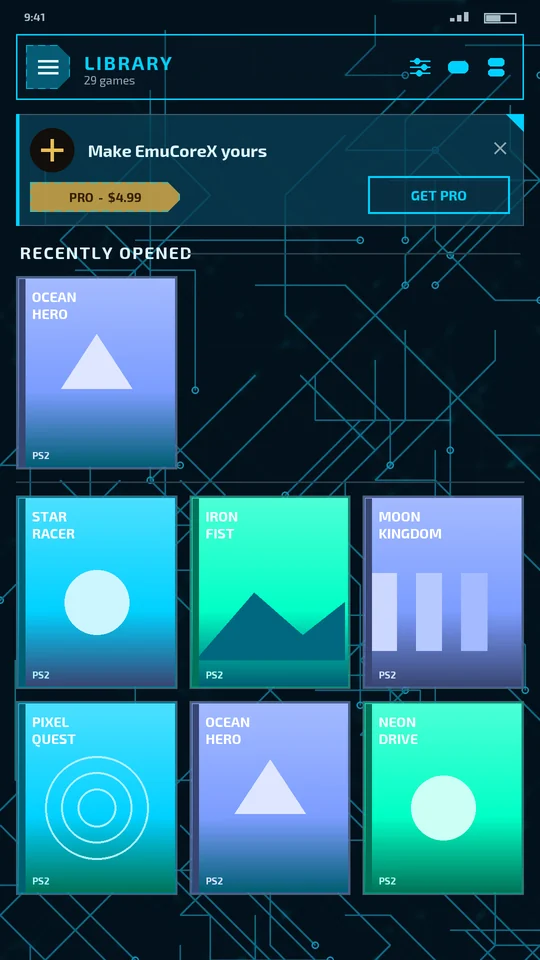 9:41
LIBRARY
29 games
Make EmuCoreX yours
PRO - $4.99
GET PRO
RECENTLY OPENED
OCEAN
HERO
PS2
STAR
RACER
PS2
IRON
FIST
PS2
MOON
KINGDOM
PS2
PIXEL
QUEST
PS2
OCEAN
HERO
PS2
NEON
DRIVE
PS2